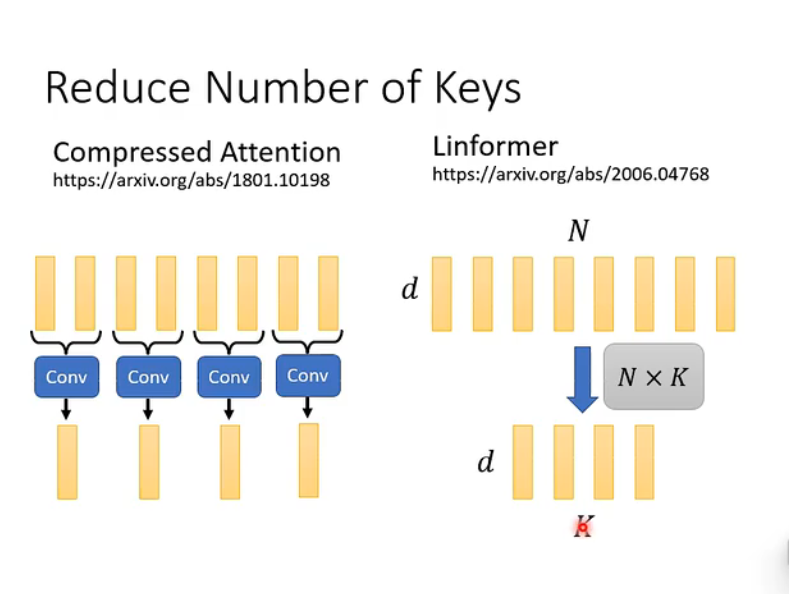 Reduce Number of Keys
Compressed Attention
https://arxiv.org/abs/1801.10198
Linformer
https://arxiv.org/abs/2006.04768
N
d
Conv
Conv
Conv
Conv
N × K
d
K